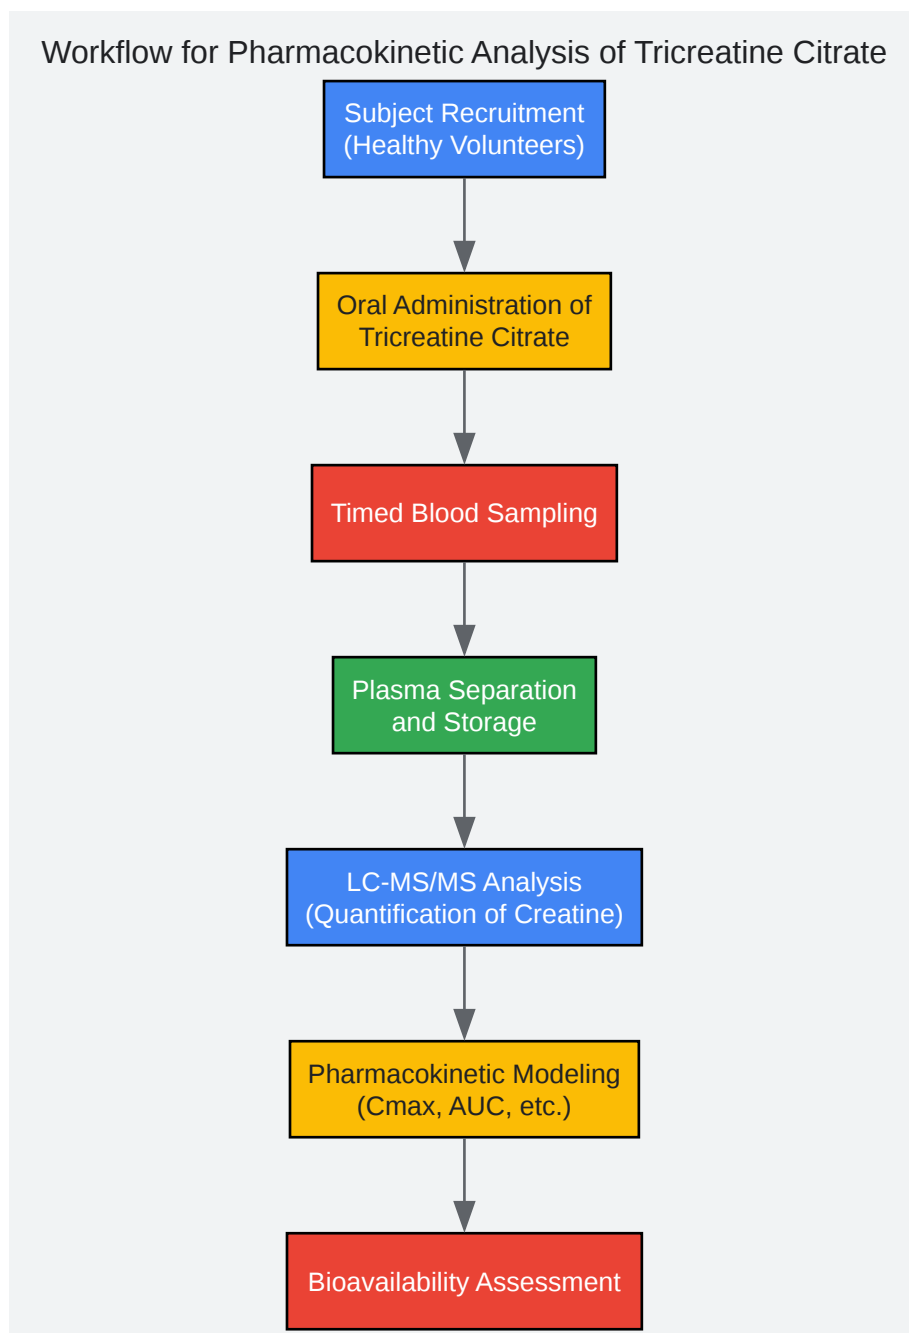 Workflow for Pharmacokinetic Analysis of Tricreatine Citrate
Subject Recruitment
(Healthy Volunteers)
Oral Administration of
Tricreatine Citrate
Timed Blood Sampling
Plasma Separation
and Storage
LC-MS/MS Analysis
(Quantification of Creatine)
Pharmacokinetic Modeling
(Cmax, AUC, etc.)
Bioavailability Assessment